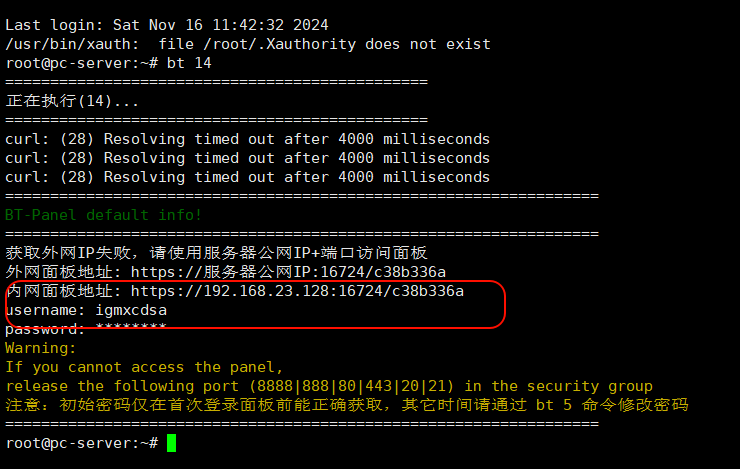 Last login: Sat Nov 16 11:42:32 2024
/usr/bin/xauth:  file /root/.Xauthority does not exist
root@pc-server:~# bt 14
===============================================
正在执行(14)...
===============================================
curl: (28) Resolving timed out after 4000 milliseconds
curl: (28) Resolving timed out after 4000 milliseconds
curl: (28) Resolving timed out after 4000 milliseconds
==================================================================
BT-Panel default info!
==================================================================
获取外网IP失败，请使用服务器公网IP+端口访问面板
外网面板地址: https://服务器公网IP:16724/c38b336a
内网面板地址: https://192.168.23.128:16724/c38b336a
username: igmxcdsa
password: ********
Warning:
If you cannot access the panel,
release the following port (8888|888|80|443|20|21) in the security group
注意：初始密码仅在首次登录面板前能正确获取，其它时间请通过 bt 5 命令修改密码
==================================================================
root@pc-server:~#